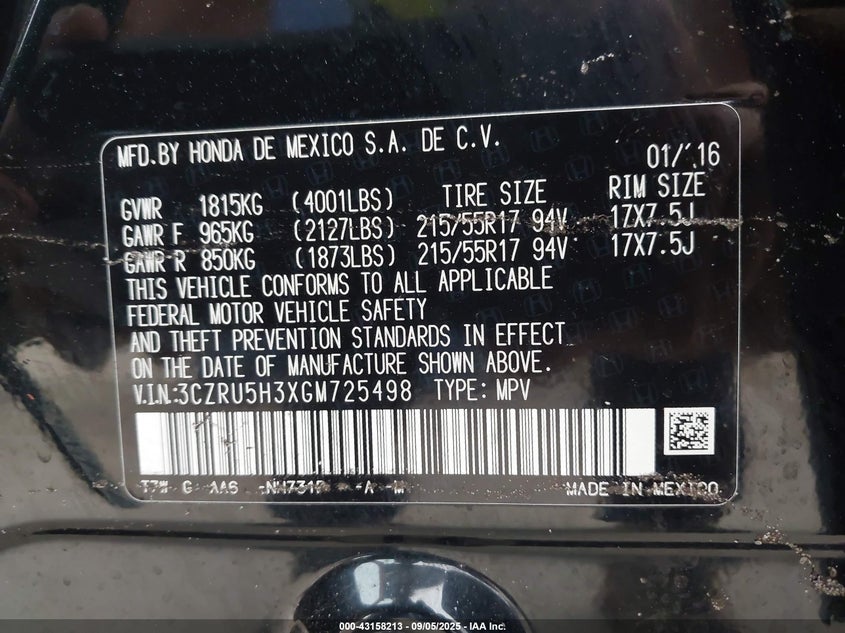 MFD.BY HONDA DE MEXICO S.A. DE C.V. 01/16
GVWR 1815KG (4001LBS) TIRE SIZE RIM SIZE
GAWR F 965KG (2127LBS) 215/55R17 94V 17X7.5J
GAWR R 850KG (1873LBS) 215/55R17 94V 17X7.5J
THIS VEHICLE CONFORMS TO ALL APPLICABLE
FEDERAL MOTOR VEHICLE SAFETY
AND THEFT PREVENTION STANDARDS IN EFFECT
ON THE DATE OF MANUFACTURE SHOWN ABOVE.
V.I.N.:3CZRU5H3XGM725498 TYPE: MPV
MADE IN MEXICO
000-43158213 - 09/05/2025 - IAA Inc.